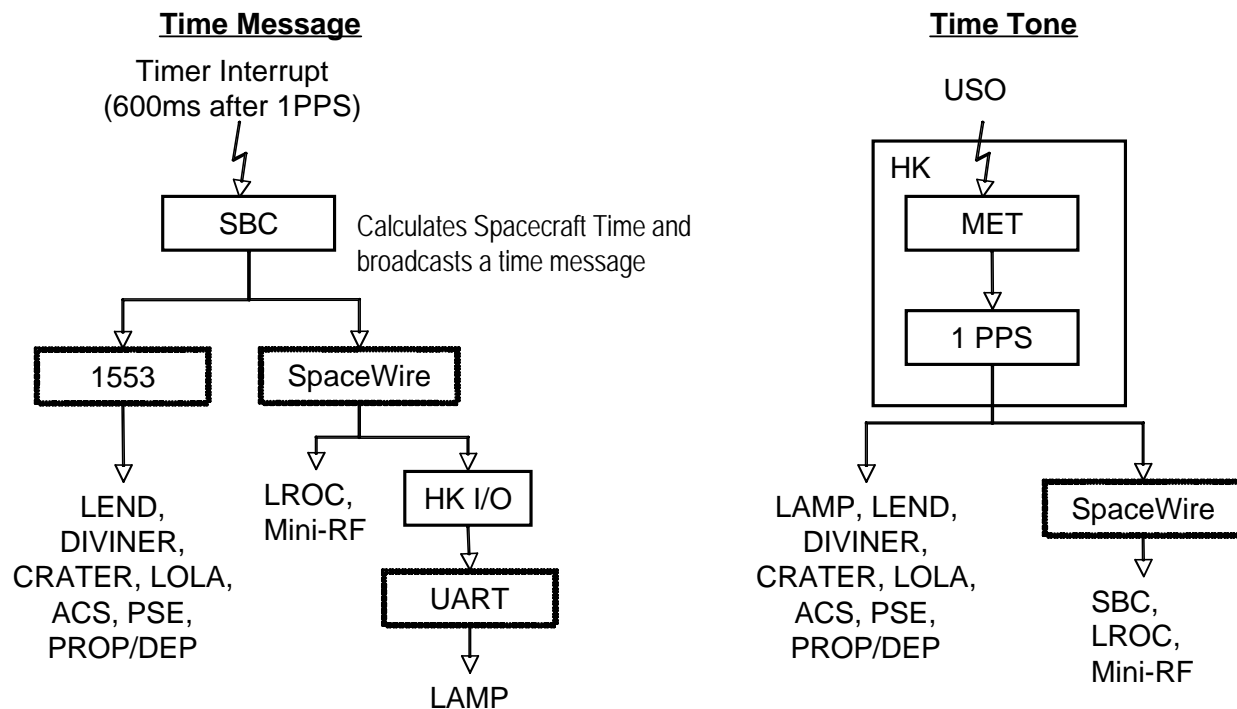 Time Message
Timer Interrupt
(600ms after 1PPS)
SBC
Calculates Spacecraft Time and
broadcasts a time message
1553
SpaceWire
LEND,
DIVINER,
CRATER, LOLA,
ACS, PSE,
PROP/DEP
LROC,
Mini-RF
HK I/O
UART
LAMP
Time Tone
USO
HK
MET
1 PPS
LAMP, LEND,
DIVINER,
CRATER, LOLA,
ACS, PSE,
PROP/DEP
SpaceWire
SBC,
LROC,
Mini-RF